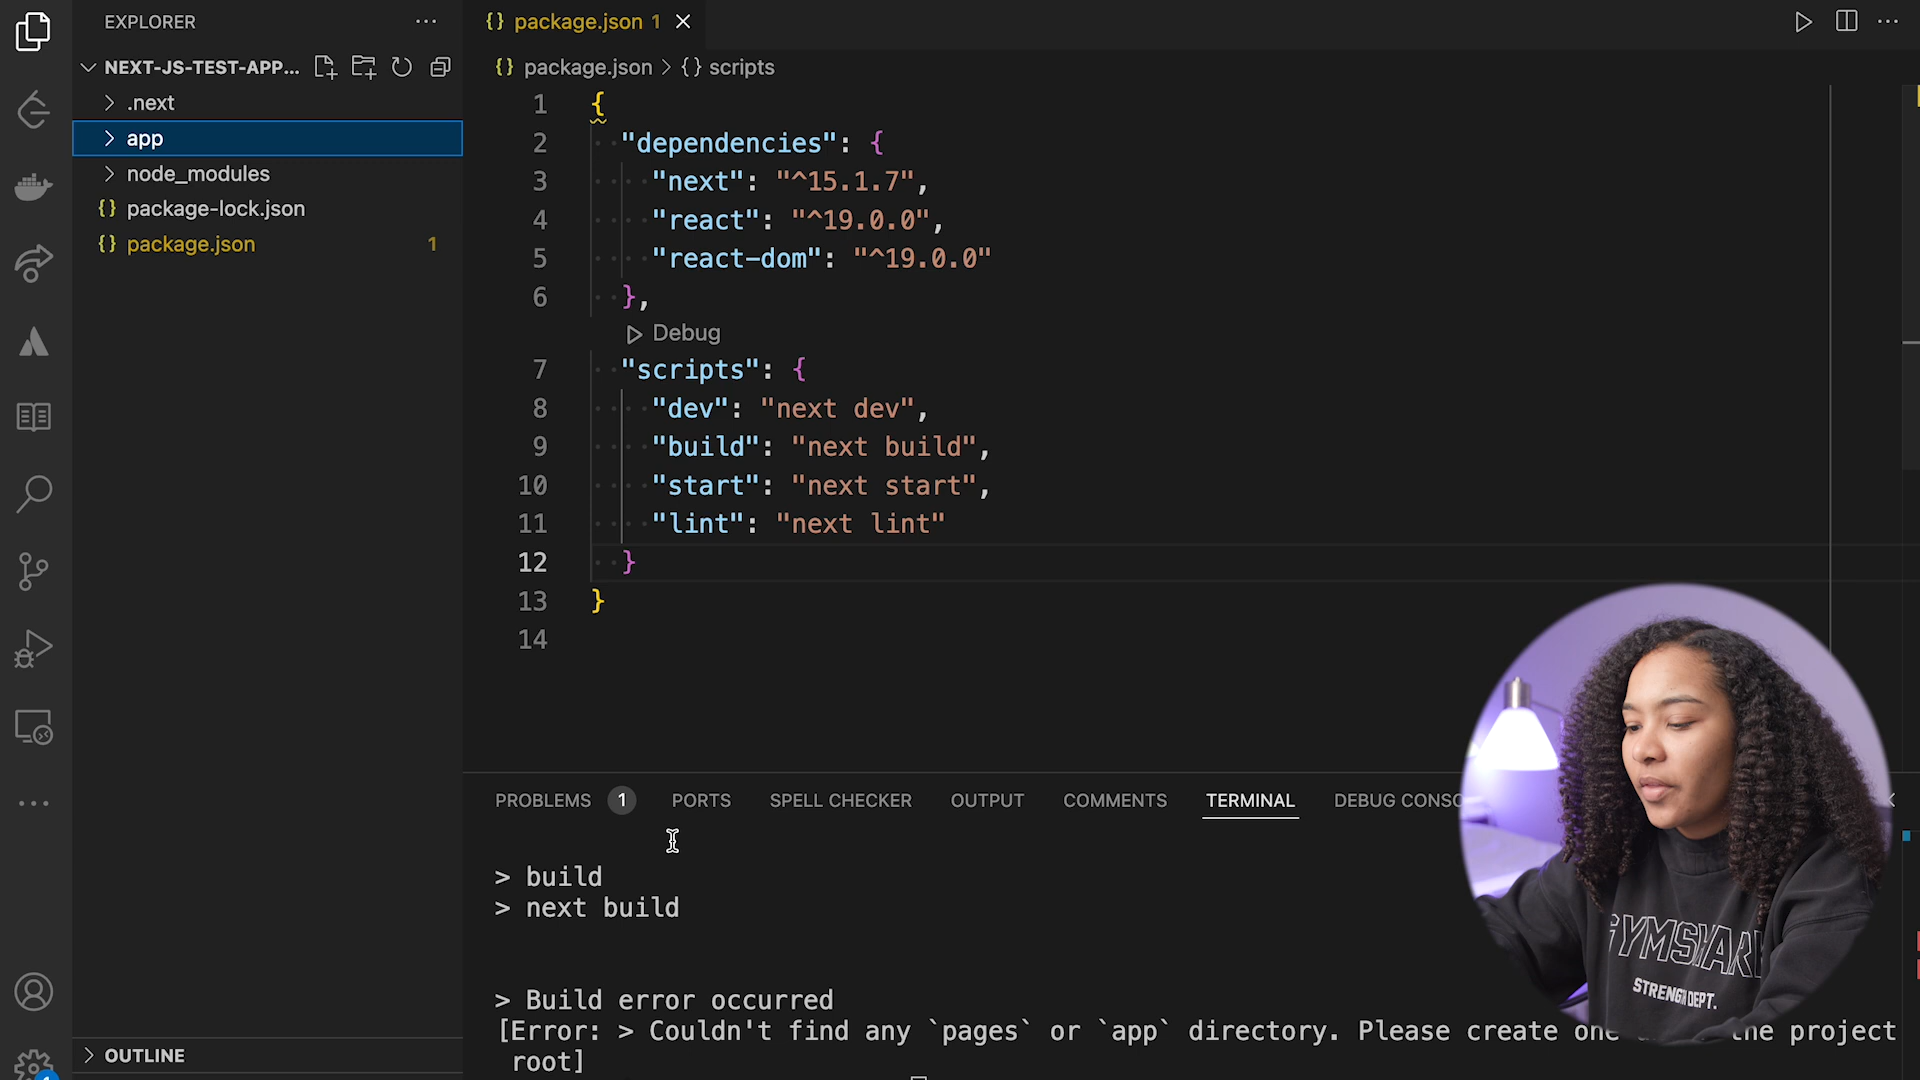 EXPLORER
NEXT-JS-TEST-APP...
.next
app
node_modules
{} package-lock.json
{} package.json 1
OUTLINE
{} package.json 1
{} package.json > {} scripts
1 {
2 "dependencies": {
3 "next": "^15.1.7",
4 "react": "^19.0.0",
5 "react-dom": "^19.0.0"
6 },
Debug
7 "scripts": {
8 "dev": "next dev",
9 "build": "next build",
10 "start": "next start",
11 "lint": "next lint"
12 }
13 }
14
PROBLEMS 1 PORTS SPELL CHECKER OUTPUT COMMENTS TERMINAL DEBUG CONSO
> build
> next build
> Build error occurred
[Error: > Couldn't find any `pages` or `app` directory. Please create one the project
root]
GYMSHARK
STRENGTH DEPT.